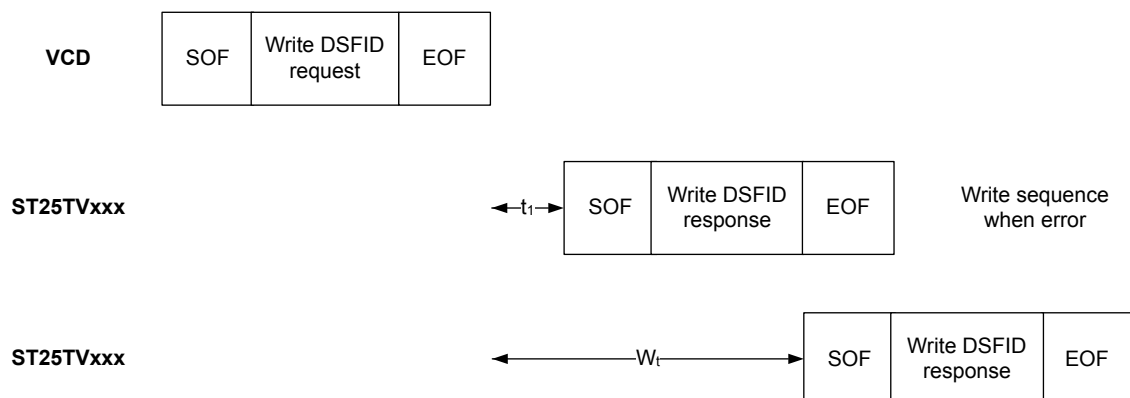 VCD
SOF
Write DSFID
request
EOF
ST25TVxxx
t₁
SOF
Write DSFID
response
EOF
Write sequence
when error
ST25TVxxx
Wₜ
SOF
Write DSFID
response
EOF